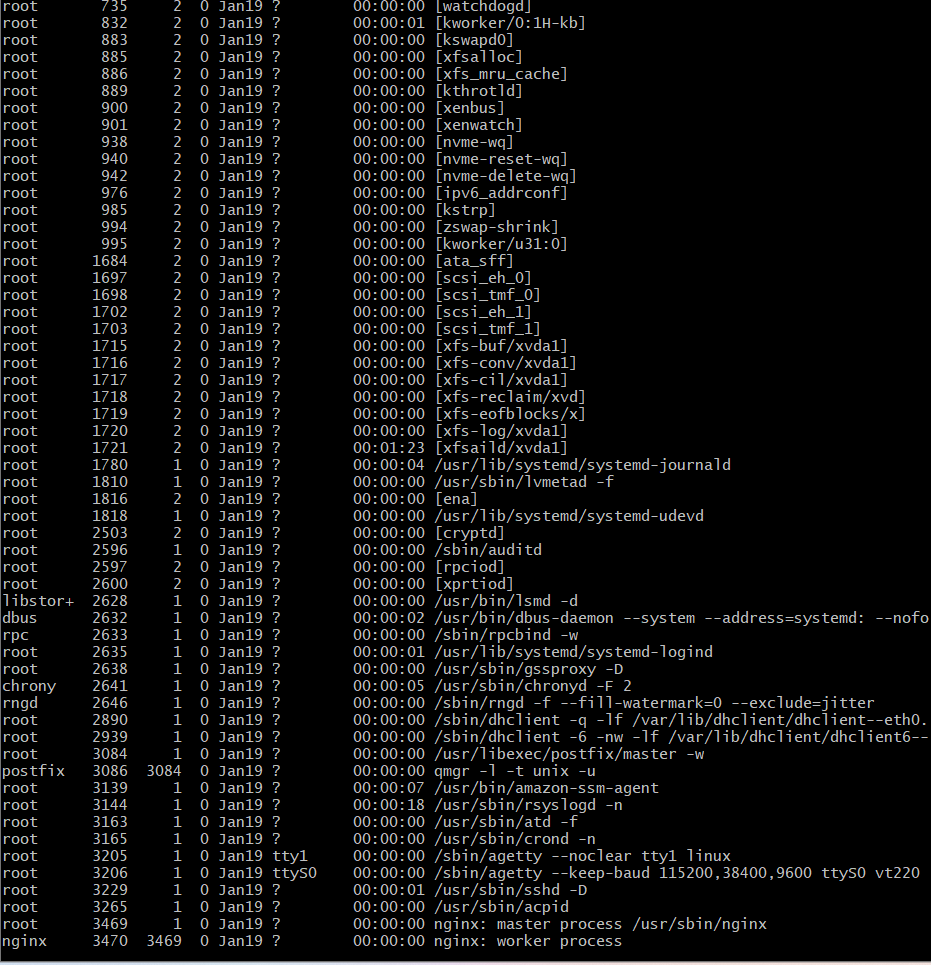 root       735     2  0 Jan19 ?        00:00:00 [watchdogd]
root       832     2  0 Jan19 ?        00:00:01 [kworker/0:1H-kb]
root       883     2  0 Jan19 ?        00:00:00 [kswapd0]
root       885     2  0 Jan19 ?        00:00:00 [xfsalloc]
root       886     2  0 Jan19 ?        00:00:00 [xfs_mru_cache]
root       889     2  0 Jan19 ?        00:00:00 [kthrotld]
root       900     2  0 Jan19 ?        00:00:00 [xenbus]
root       901     2  0 Jan19 ?        00:00:00 [xenwatch]
root       938     2  0 Jan19 ?        00:00:00 [nvme-wq]
root       940     2  0 Jan19 ?        00:00:00 [nvme-reset-wq]
root       942     2  0 Jan19 ?        00:00:00 [nvme-delete-wq]
root       976     2  0 Jan19 ?        00:00:00 [ipv6_addrconf]
root       985     2  0 Jan19 ?        00:00:00 [kstrp]
root       994     2  0 Jan19 ?        00:00:00 [zswap-shrink]
root       995     2  0 Jan19 ?        00:00:00 [kworker/u31:0]
root      1684     2  0 Jan19 ?        00:00:00 [ata_sff]
root      1697     2  0 Jan19 ?        00:00:00 [scsi_eh_0]
root      1698     2  0 Jan19 ?        00:00:00 [scsi_tmf_0]
root      1702     2  0 Jan19 ?        00:00:00 [scsi_eh_1]
root      1703     2  0 Jan19 ?        00:00:00 [scsi_tmf_1]
root      1715     2  0 Jan19 ?        00:00:00 [xfs-buf/xvda1]
root      1716     2  0 Jan19 ?        00:00:00 [xfs-conv/xvda1]
root      1717     2  0 Jan19 ?        00:00:00 [xfs-cil/xvda1]
root      1718     2  0 Jan19 ?        00:00:00 [xfs-reclaim/xvd]
root      1719     2  0 Jan19 ?        00:00:00 [xfs-eofblocks/x]
root      1720     2  0 Jan19 ?        00:00:00 [xfs-log/xvda1]
root      1721     2  0 Jan19 ?        00:01:23 [xfsaild/xvda1]
root      1780     1  0 Jan19 ?        00:00:04 /usr/lib/systemd/systemd-journald
root      1810     1  0 Jan19 ?        00:00:00 /usr/sbin/lvmetad -f
root      1816     2  0 Jan19 ?        00:00:00 [ena]
root      1818     1  0 Jan19 ?        00:00:00 /usr/lib/systemd/systemd-udevd
root      2503     2  0 Jan19 ?        00:00:00 [cryptd]
root      2596     1  0 Jan19 ?        00:00:00 /sbin/auditd
root      2597     2  0 Jan19 ?        00:00:00 [rpciod]
root      2600     2  0 Jan19 ?        00:00:00 [xprtiod]
libstor+  2628     1  0 Jan19 ?        00:00:00 /usr/bin/lsmd -d
dbus      2632     1  0 Jan19 ?        00:00:02 /usr/bin/dbus-daemon --system --address=systemd: --nofo
rpc       2633     1  0 Jan19 ?        00:00:00 /sbin/rpcbind -w
root      2635     1  0 Jan19 ?        00:00:01 /usr/lib/systemd/systemd-logind
root      2638     1  0 Jan19 ?        00:00:00 /usr/sbin/gssproxy -D
chrony    2641     1  0 Jan19 ?        00:00:05 /usr/sbin/chronyd -F 2
rngd      2646     1  0 Jan19 ?        00:00:00 /sbin/rngd -f --fill-watermark=0 --exclude=jitter
root      2890     1  0 Jan19 ?        00:00:00 /sbin/dhclient -q -lf /var/lib/dhclient/dhclient--eth0.
root      2939     1  0 Jan19 ?        00:00:00 /sbin/dhclient -6 -nw -lf /var/lib/dhclient/dhclient6--
root      3084     1  0 Jan19 ?        00:00:00 /usr/libexec/postfix/master -w
postfix   3086  3084  0 Jan19 ?        00:00:00 qmgr -l -t unix -u
root      3139     1  0 Jan19 ?        00:00:07 /usr/bin/amazon-ssm-agent
root      3144     1  0 Jan19 ?        00:00:18 /usr/sbin/rsyslogd -n
root      3163     1  0 Jan19 ?        00:00:00 /usr/sbin/atd -f
root      3165     1  0 Jan19 ?        00:00:00 /usr/sbin/crond -n
root      3205     1  0 Jan19 tty1     00:00:00 /sbin/agetty --noclear tty1 linux
root      3206     1  0 Jan19 ttyS0    00:00:00 /sbin/agetty --keep-baud 115200,38400,9600 ttyS0 vt220
root      3229     1  0 Jan19 ?        00:00:01 /usr/sbin/sshd -D
root      3265     1  0 Jan19 ?        00:00:00 /usr/sbin/acpid
root      3469     1  0 Jan19 ?        00:00:00 nginx: master process /usr/sbin/nginx
nginx     3470  3469  0 Jan19 ?        00:00:00 nginx: worker process